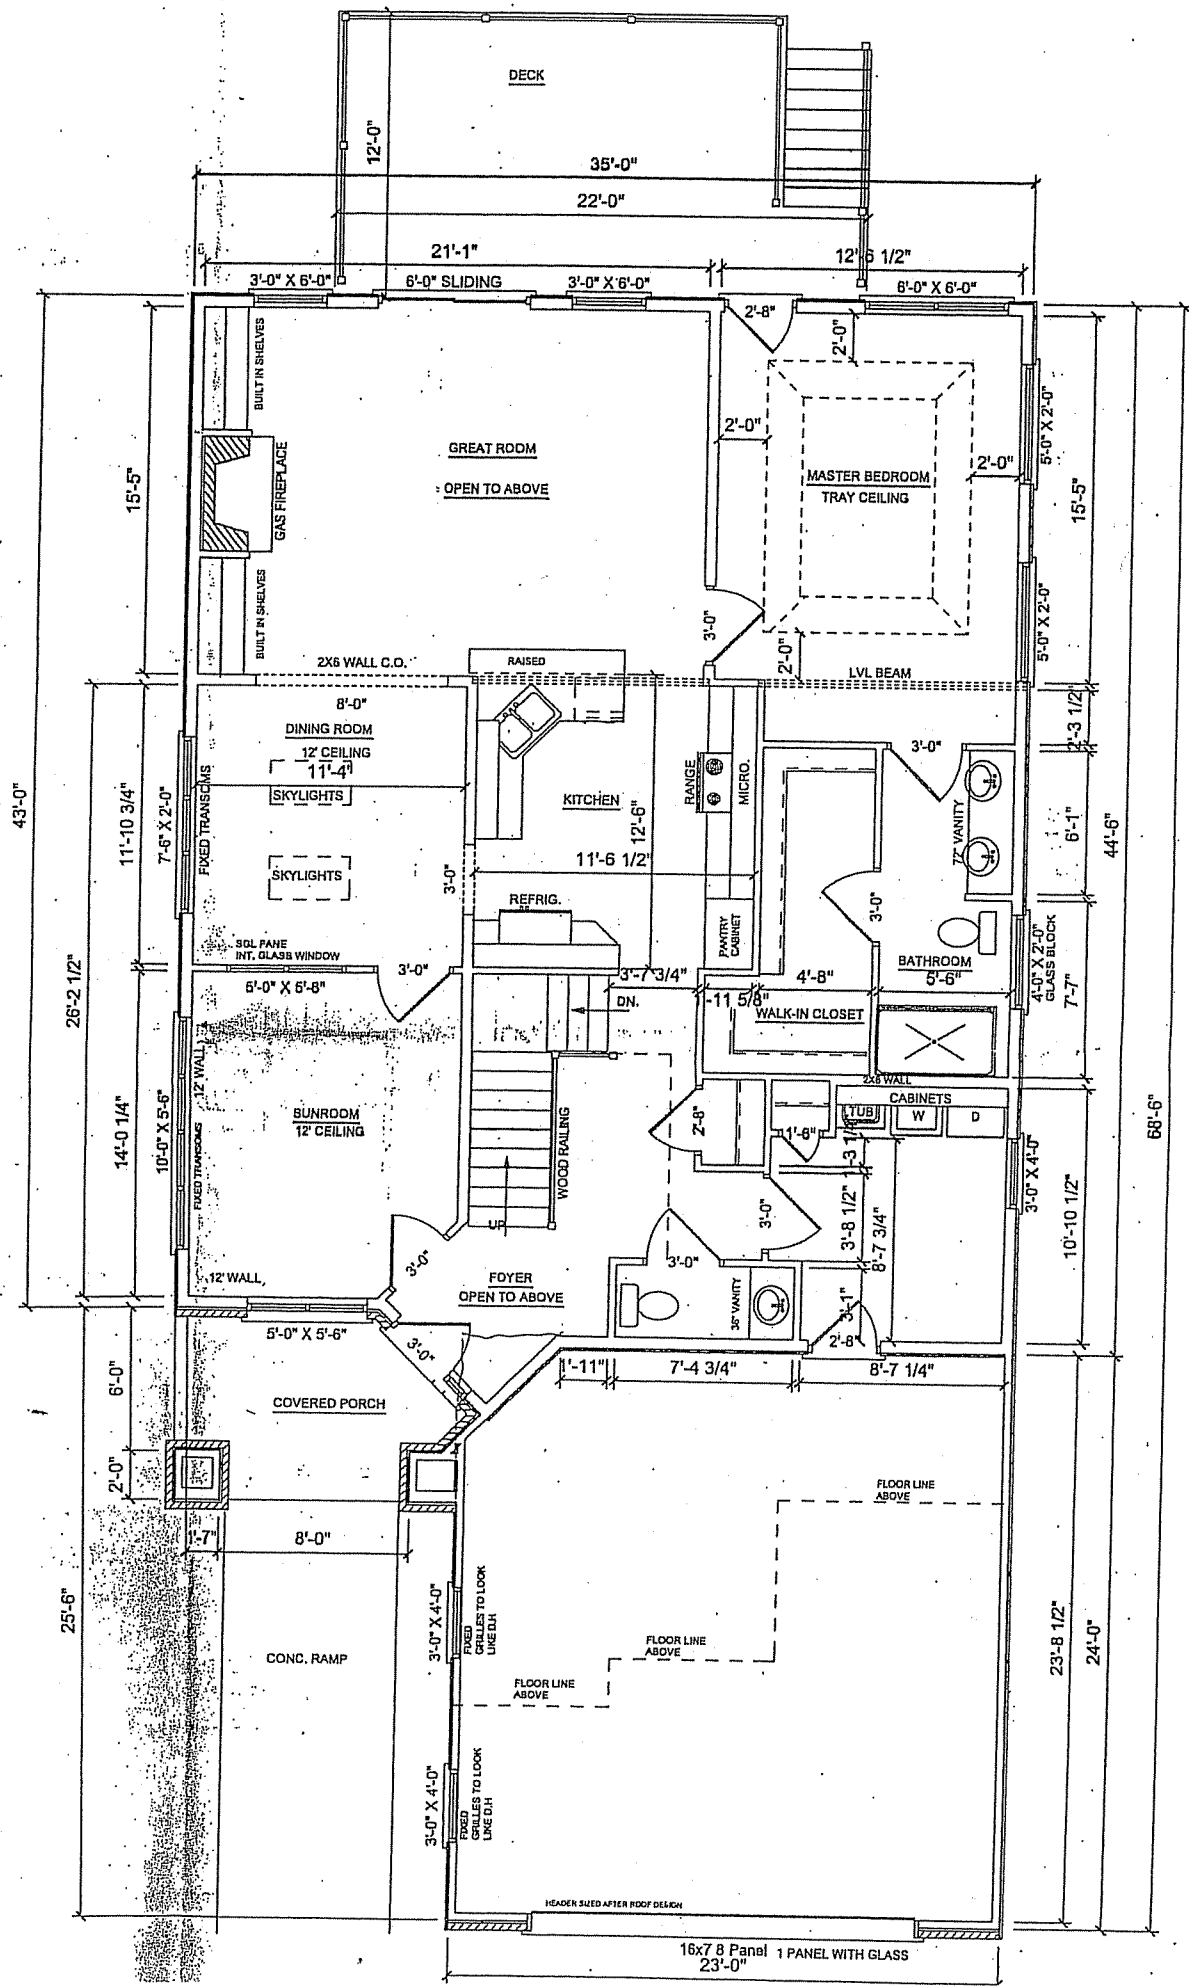 DECK
12'-0"
35'-0"
22'-0"
21'-1"
12'-6 1/2"
3'-0" X 6'-0"
6'-0" SLIDING
3'-0" X 6'-0"
6'-0" X 6'-0"
2'-8"
2'-0"
BUILT IN SHELVES
2'-0"
5'-0" X 2'-0"
GREAT ROOM
OPEN TO ABOVE
GAS FIREPLACE
MASTER BEDROOM
TRAY CEILING
2'-0"
15'-5"
15'-5"
BUILT IN SHELVES
3'-0"
2'-0"
5'-0" X 2'-0"
2X6 WALL C.O.
RAISED
LVL BEAM
8'-0"
2'-3 1/2"
DINING ROOM
12' CEILING
11'-4"
SKYLIGHTS
SKYLIGHTS
3'-0"
RANGE
MICRO.
KITCHEN
12'-6"
11'-6 1/2"
72" VANITY
6'-1"
44'-6"
43'-0"
11'-10 3/4"
7'-6" X 2'-0"
FIXED TRANSOMS
3'-0"
REFRIG.
PANTRY
CABINET
3'-0"
SGL PANE
INT. GLASS WINDOW
3'-0"
5'-0" X 5'-8"
3'-7 3/4"
DN.
-11 5/8"
4'-8"
WALK-IN CLOSET
BATHROOM
5'-6"
4'-0" X 2'-0"
GLASS BLOCK
7'-7"
26'-2 1/2"
14'-0 1/4"
10'-0" X 5'-6"
12' WALL
FIXED TRANSOMS
SUNROOM
12' CEILING
2X6 WALL
CABINETS
TUB
W
D
WOOD RAILING
2'-8"
1'-6"
UP
3'-0" X 4'-0"
3'-0"
3'-8 1/2"
8'-7 3/4"
10'-10 1/2"
68'-6"
3'-0"
12' WALL
FOYER
OPEN TO ABOVE
3'-0"
36" VANITY
3'-1"
5'-0" X 5'-6"
3'-0"
2'-8"
1'-11"
7'-4 3/4"
8'-7 1/4"
6'-0"
COVERED PORCH
2'-0"
1'-7"
8'-0"
FLOOR LINE
ABOVE
25'-6"
3'-0" X 4'-0"
FIXED
GRILLES TO LOOK
LIKE D.H
CONC. RAMP
FLOOR LINE
ABOVE
FLOOR LINE
ABOVE
23'-8 1/2"
24'-0"
3'-0" X 4'-0"
FIXED
GRILLES TO LOOK
LIKE D.H
HEADER SIZED AFTER ROOF DESIGN
16x7 8 Panel 1 PANEL WITH GLASS
23'-0"